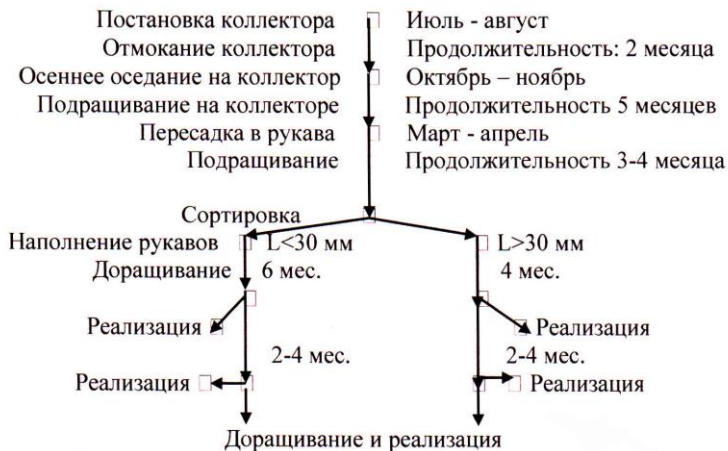 Постановка коллектора Июль - август
Отмокание коллектора Продолжительность: 2 месяца
Осеннее оседание на коллектор Октябрь – ноябрь
Подращивание на коллекторе Продолжительность 5 месяцев
Пересадка в рукава Март - апрель
Подращивание Продолжительность 3-4 месяца
Сортировка
Наполнение рукавов L<30 мм L>30 мм
Доращивание 6 мес. 4 мес.
Реализация Реализация
2-4 мес. 2-4 мес.
Реализация Реализация
Доращивание и реализация